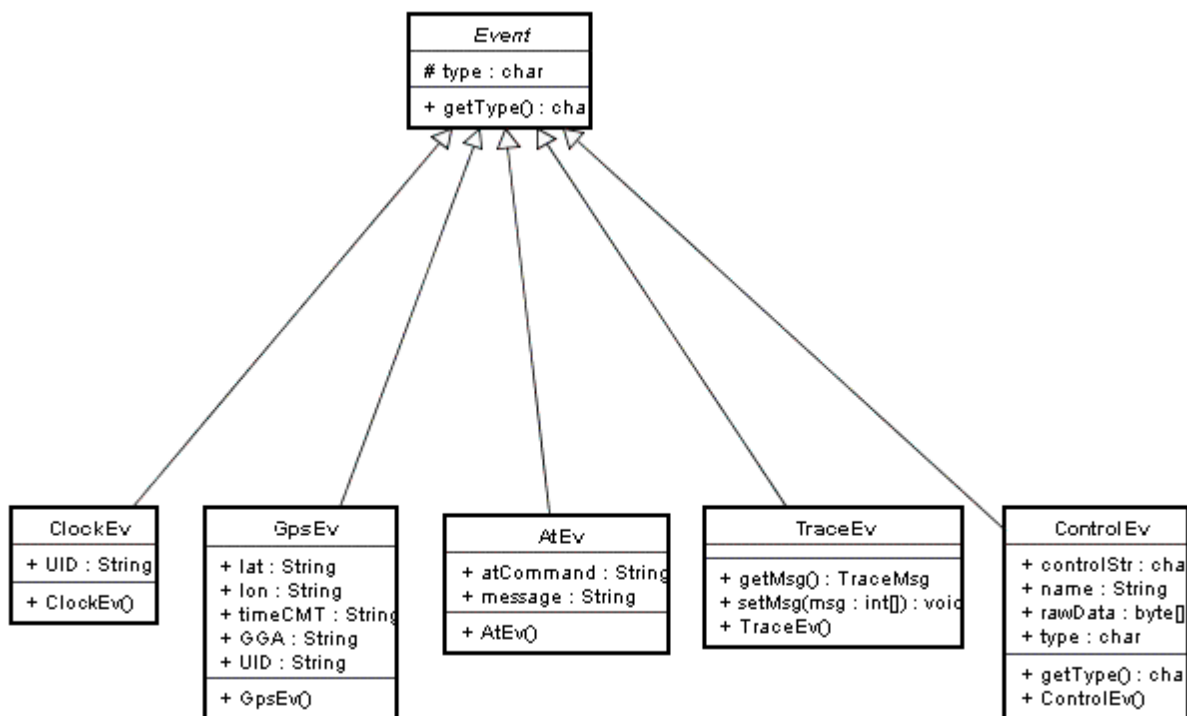 Event
# type : char
+ getType() : cha
ClockEv
+ UID : String
+ ClockEv()
GpsEv
+ lat : String
+ lon : String
+ timeCMT : String
+ GGA : String
+ UID : String
+ GpsEv()
AtEv
+ atCommand : String
+ message : String
+ AtEv()
TraceEv
+ getMsg() : TraceMsg
+ setMsg(msg : int[]) : void
+ TraceEv()
ControlEv
+ controlStr : cha
+ name : String
+ rawData : byte[]
+ type : char
+ getType() : cha
+ ControlEv()